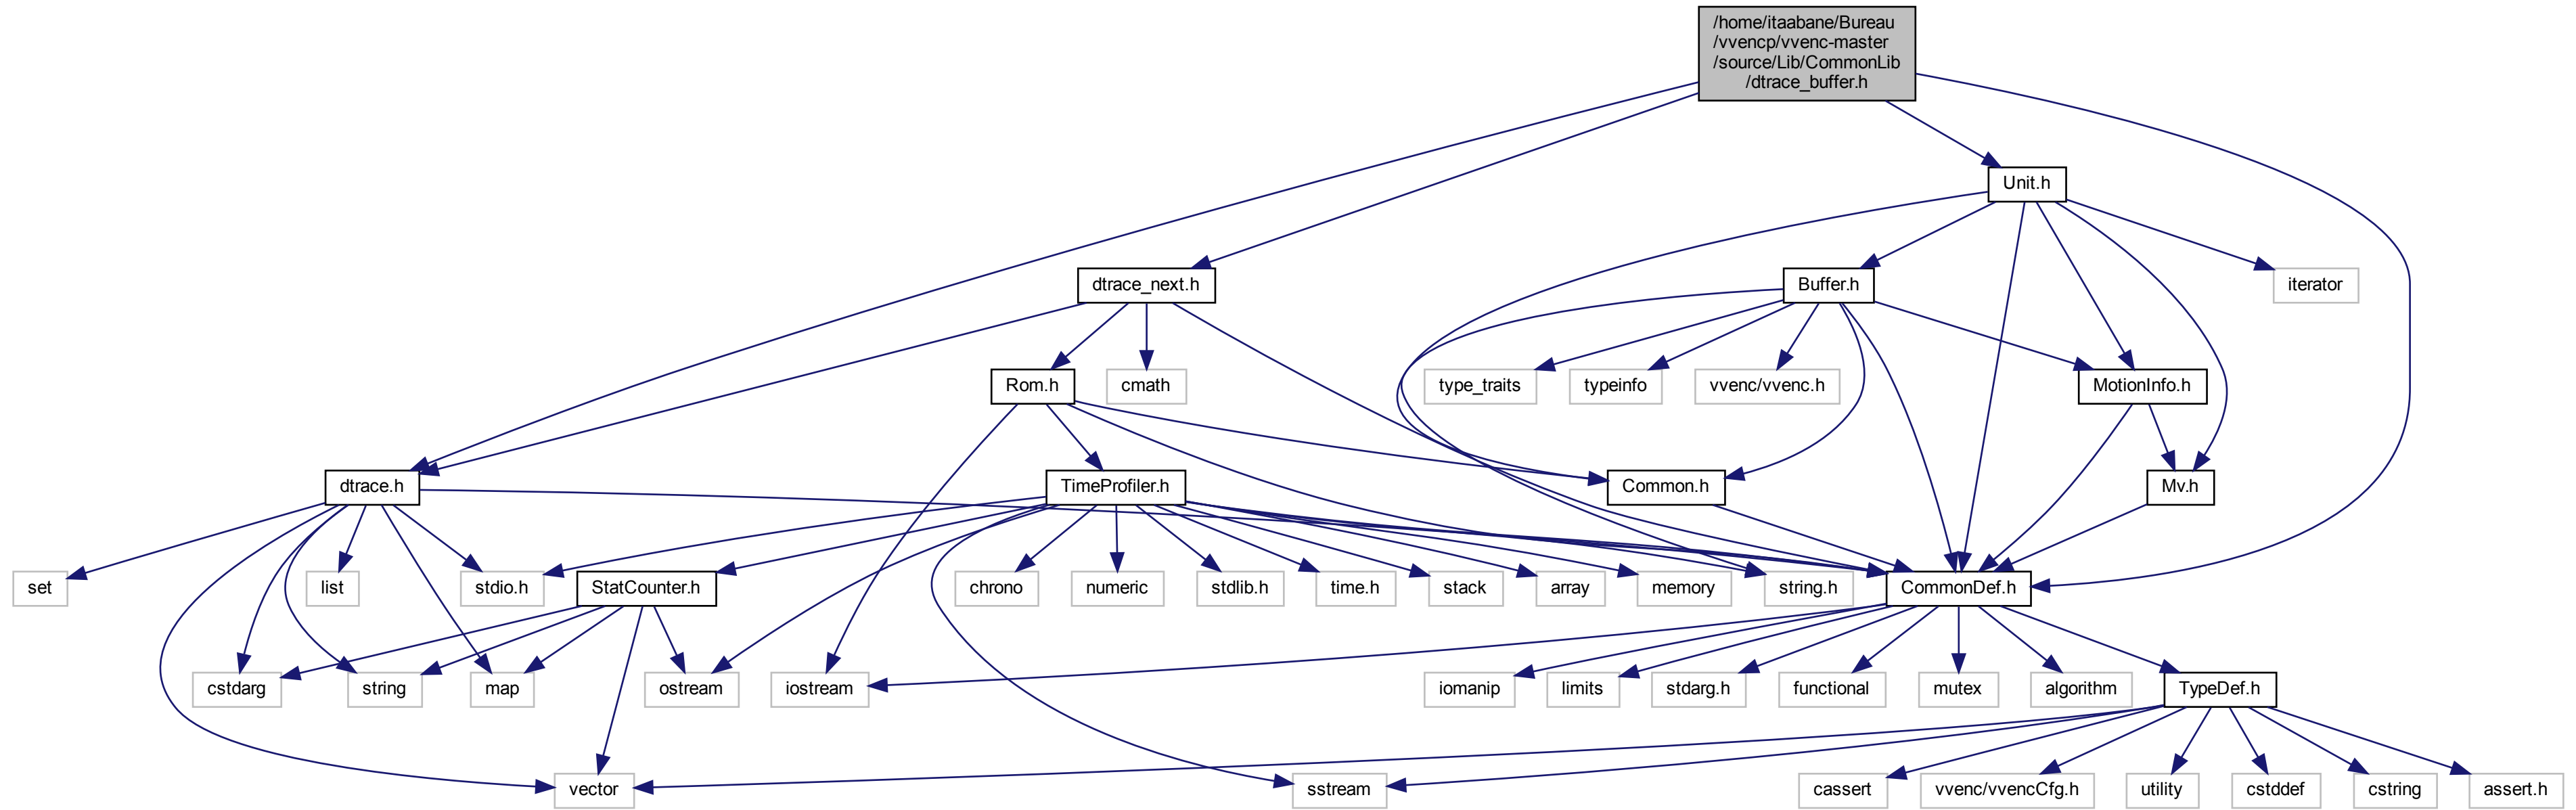 /home/itaabane/Bureau
/vvencp/vvenc-master
/source/Lib/CommonLib
/dtrace_buffer.h
Unit.h
dtrace_next.h
Buffer.h
iterator
Rom.h
cmath
type_traits
typeinfo
vvenc/vvenc.h
MotionInfo.h
dtrace.h
TimeProfiler.h
Common.h
Mv.h
set
list
stdio.h
StatCounter.h
chrono
numeric
stdlib.h
time.h
stack
array
memory
string.h
CommonDef.h
cstdarg
string
map
ostream
iostream
iomanip
limits
stdarg.h
functional
mutex
algorithm
TypeDef.h
vector
sstream
cassert
vvenc/vvencCfg.h
utility
cstddef
cstring
assert.h